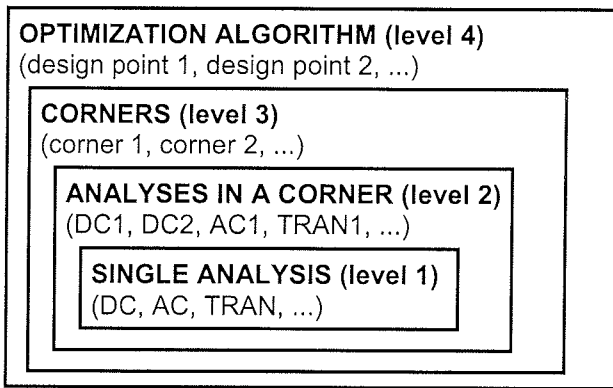 OPTIMIZATION ALGORITHM (level 4)
(design point 1, design point 2, ...)
CORNERS (level 3)
(corner 1, corner 2, ...)
ANALYSES IN A CORNER (level 2)
(DC1, DC2, AC1, TRAN1, ...)
SINGLE ANALYSIS (level 1)
(DC, AC, TRAN, ...)